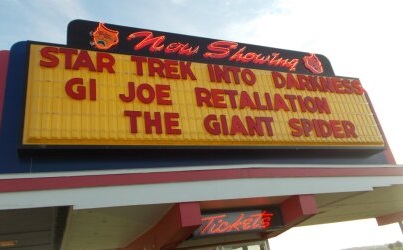 Now Showing
STAR TREK INTO DARKNESS
GI JOE RETALIATION
THE GIANT SPIDER
Tickets